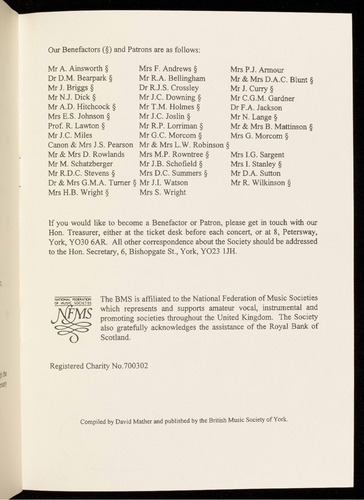 Our Benefactors (§) and Patrons are as follows:
Mr A. Ainsworth § Mrs F. Andrews § Mrs P.J. Armour
Dr D.M. Bearpark § Mr R.A. Bellingham Mr & Mrs D.A.C. Blunt §
Mr J. Briggs § Dr R.J.S. Crossley Mr J. Curry §
Mr N.J. Dick § Mr J.C. Downing § Mr C.G.M. Gardner
Mr A.D. Hitchcock § Mr T.M. Holmes § Dr F.A. Jackson
Mrs E.S. Johnson § Mr J.C. Joslin § Mr N. Lange §
Prof. R. Lawton § Mr R.P. Lorriman § Mr & Mrs B. Mattinson §
Mr J.C. Miles Mr G.C. Morcom § Mrs G. Morcom §
Canon & Mrs J.S. Pearson Mr & Mrs L.W. Robinson §
Mr & Mrs D. Rowlands Mrs M.P. Rowntree § Mrs I.G. Sargent
Mr M. Schatzberger Mr J.B. Schofield § Mrs I. Stanley §
Mr R.D.C. Stevens § Mrs D.C. Summers § Mr D.A. Sutton
Dr & Mrs G.M.A. Turner § Mr J.I. Watson Mr R. Wilkinson §
Mrs H.B. Wright § Mrs S. Wright
If you would like to become a Benefactor or Patron, please get in touch with our
Hon. Treasurer, either at the ticket desk before each concert, or at 8, Petersway,
York, YO30 6AR. All other correspondence about the Society should be addressed
to the Hon. Secretary, 6, Bishopgate St., York, YO23 1JH.
NATIONAL FEDERATION
OF MUSIC SOCIETIES
NFMS
The BMS is affiliated to the National Federation of Music Societies
which represents and supports amateur vocal, instrumental and
promoting societies throughout the United Kingdom. The Society
also gratefully acknowledges the assistance of the Royal Bank of
Scotland.
Registered Charity No.700302
Compiled by David Mather and published by the British Music Society of York.